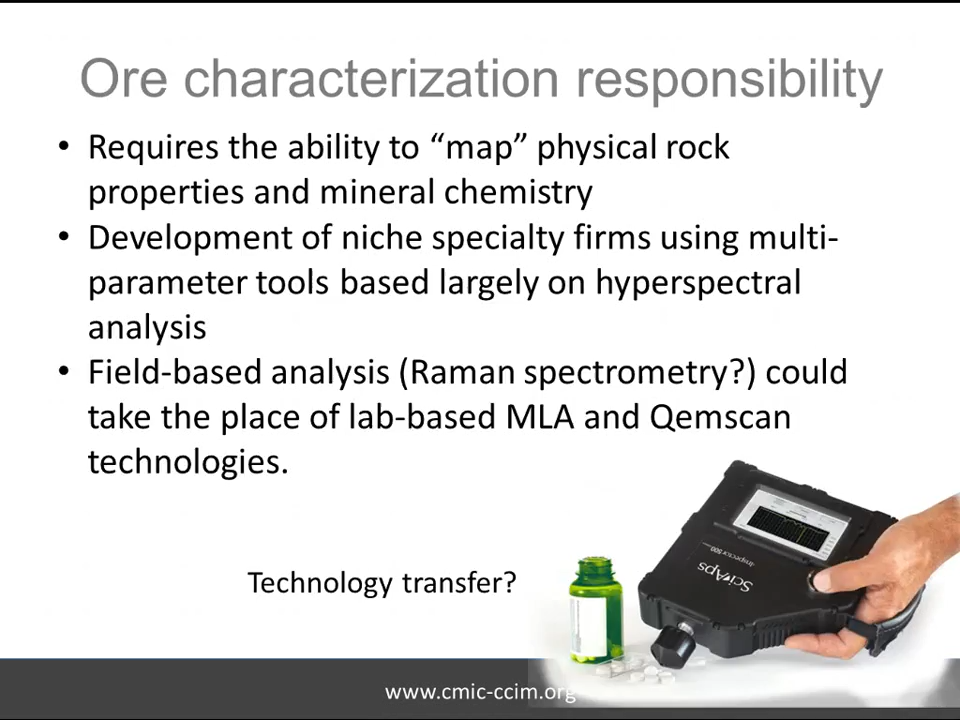 Ore characterization responsibility
• Requires the ability to “map” physical rock
properties and mineral chemistry
• Development of niche specialty firms using multi-
parameter tools based largely on hyperspectral
analysis
• Field-based analysis (Raman spectrometry?) could
take the place of lab-based MLA and Qemscan
technologies.
Technology transfer?
Inspector500
SciAps
www.cmic-ccim.org